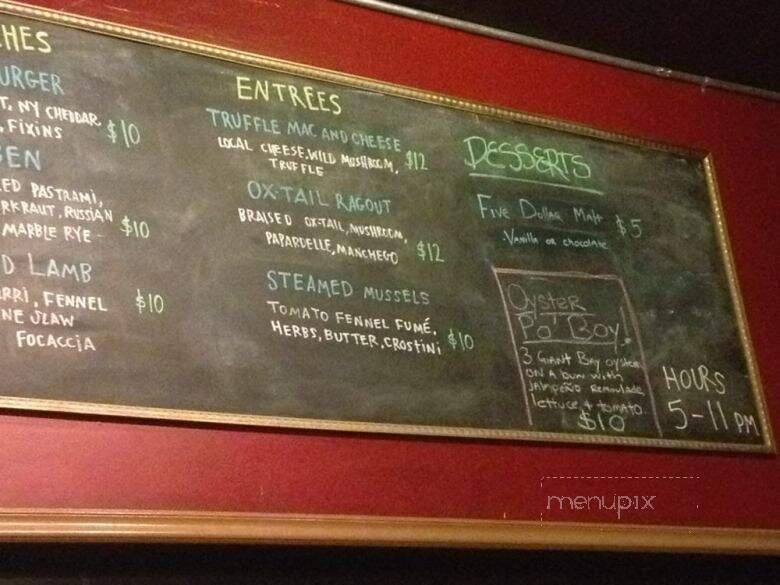 HES
URGER
T, NY CHEDDAR,
, FIXINS $10
EN
ED PASTRAMI,
RKRAUT, RUSSIAN
MARBLE RYE $10
D LAMB
RRI, FENNEL $10
NE SLAW
FOCACCIA
ENTREES
TRUFFLE MAC AND CHEESE
LOCAL CHEESE, WILD MUSHROOM, $12
TRUFFLE
OX-TAIL RAGOUT
BRAISED OX-TAIL, MUSHROOM,
PAPARDELLE, MANCHEGO $12
STEAMED MUSSELS
TOMATO FENNEL FUMÉ,
HERBS, BUTTER, CROSTINI $10
DESSERTS
Five Dollar Malt $5
-Vanilla or chocolate
Oyster
Po' Boy!
3 Giant Bay oysters
ON A bun with
JALAPEÑO Remoulade
lettuce + tomato
$10
HOURS
5-11 PM
menupix